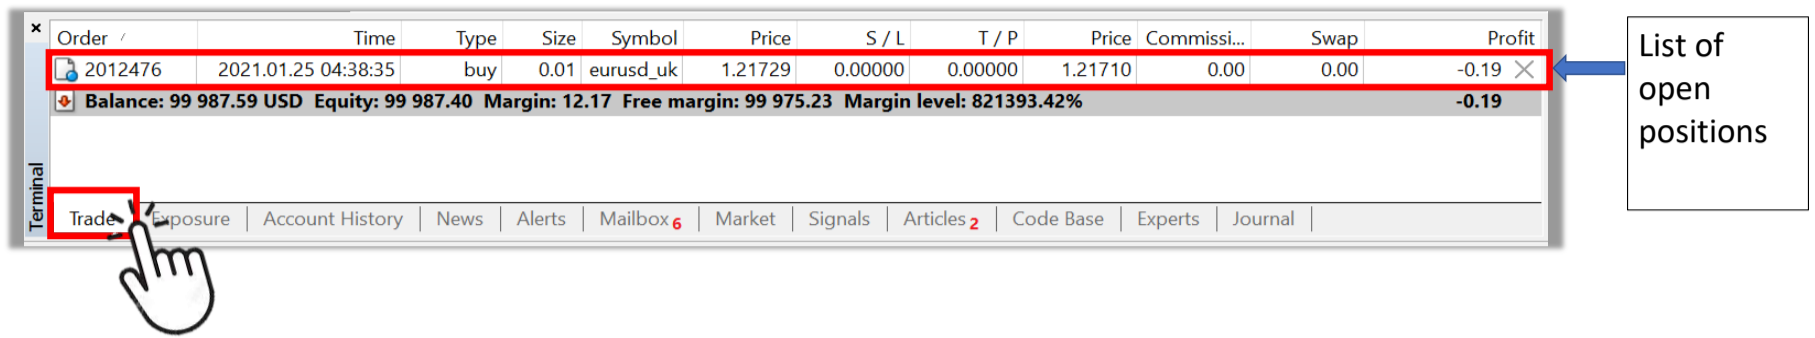 Order / Time Type Size Symbol Price S / L T / P Price Commissi... Swap Profit
2012476 2021.01.25 04:38:35 buy 0.01 eurusd_uk 1.21729 0.00000 0.00000 1.21710 0.00 0.00 -0.19
Balance: 99 987.59 USD Equity: 99 987.40 Margin: 12.17 Free margin: 99 975.23 Margin level: 821393.42% -0.19
Terminal
Trade Exposure Account History News Alerts Mailbox 6 Market Signals Articles 2 Code Base Experts Journal
List of
open
positions